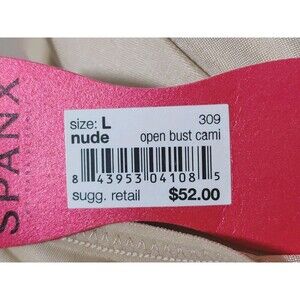 SPANX
size: L 309
nude open bust cami
8 43953 04108 5
sugg. retail $52.00